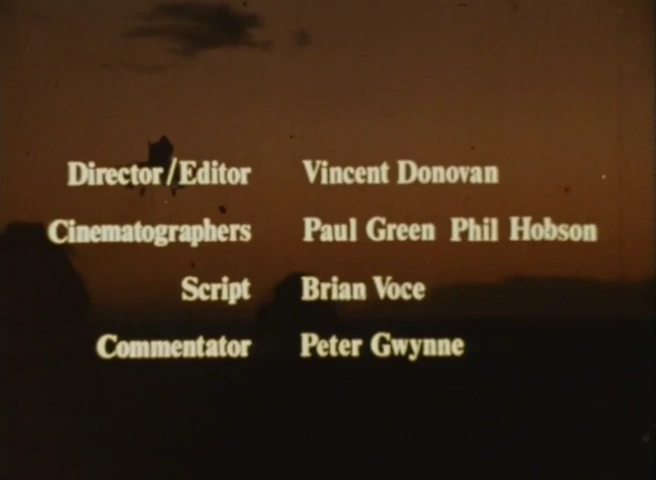 Director/Editor Vincent Donovan
Cinematographers Paul Green Phil Hobson
Script Brian Voce
Commentator Peter Gwynne